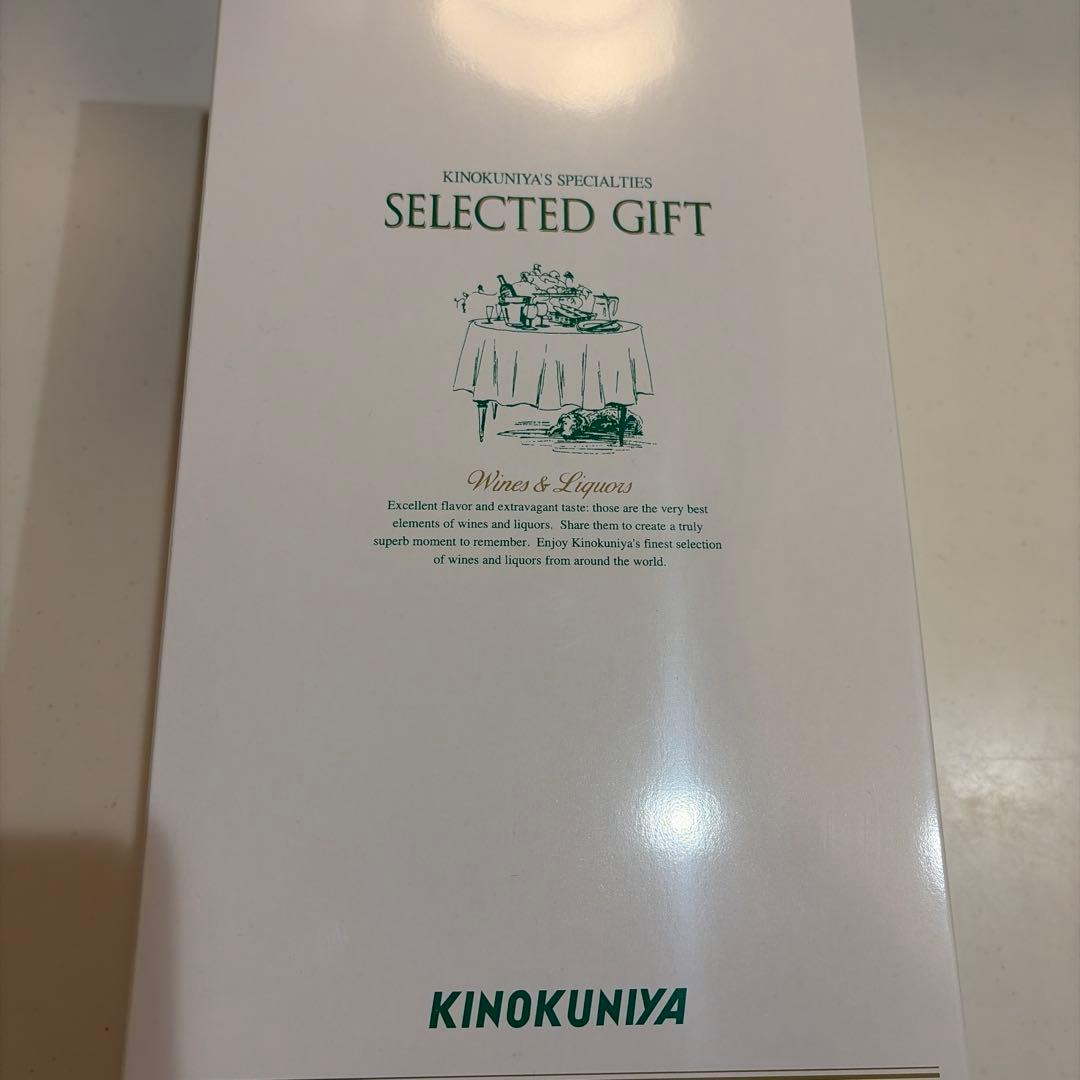 KINOKUNIYA'S SPECIALTIES
SELECTED GIFT
Wines & Liquors
Excellent flavor and extravagant taste: those are the very best
elements of wines and liquors. Share them to create a truly
superb moment to remember. Enjoy Kinokuniya's finest selection
of wines and liquors from around the world.
KINOKUNIYA